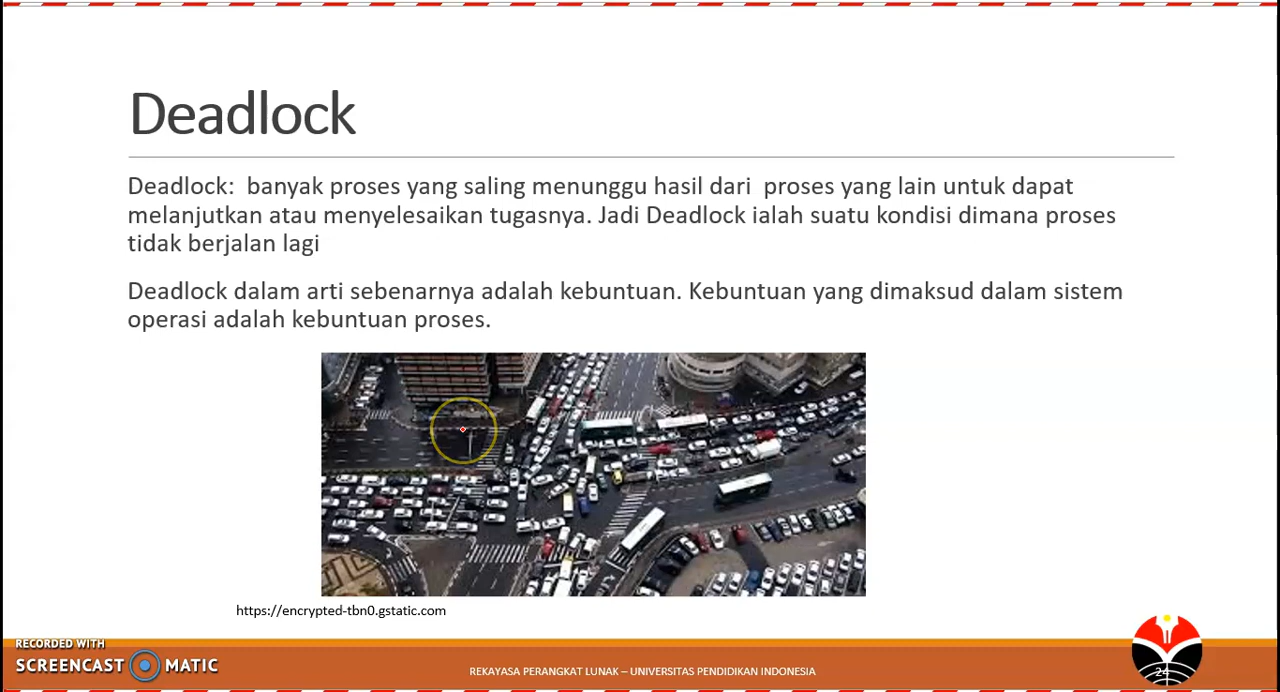 Deadlock
Deadlock:  banyak proses yang saling menunggu hasil dari  proses yang lain untuk dapat
melanjutkan atau menyelesaikan tugasnya. Jadi Deadlock ialah suatu kondisi dimana proses
tidak berjalan lagi
Deadlock dalam arti sebenarnya adalah kebuntuan. Kebuntuan yang dimaksud dalam sistem
operasi adalah kebuntuan proses.
https://encrypted-tbn0.gstatic.com
RECORDED WITH
SCREENCAST MATIC
REKAYASA PERANGKAT LUNAK – UNIVERSITAS PENDIDIKAN INDONESIA
24